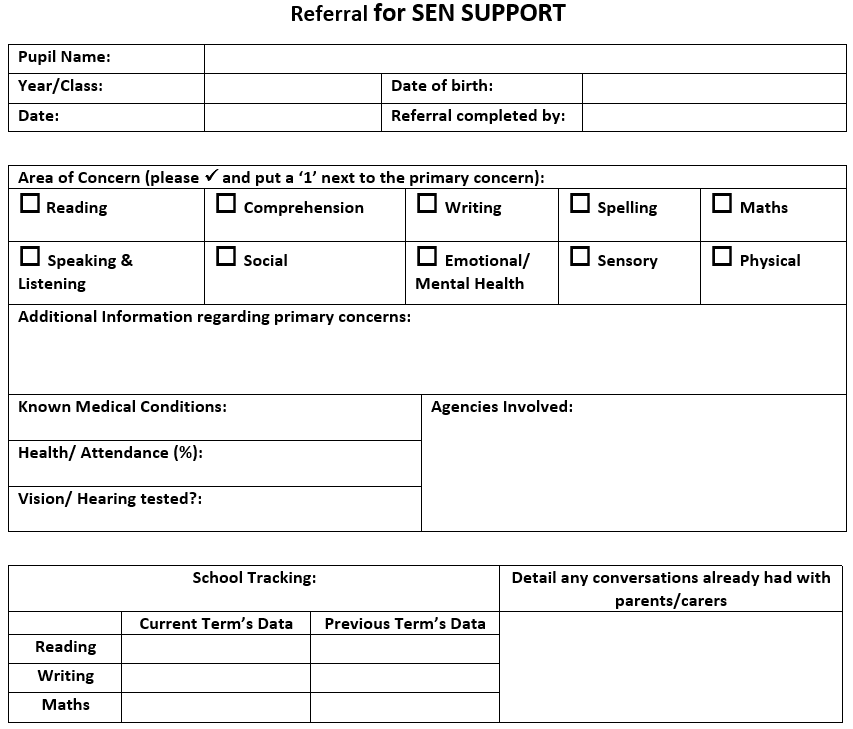 Referral for SEN SUPPORT
Pupil Name:
Year/Class: Date of birth:
Date: Referral completed by:
Area of Concern (please ✓ and put a ‘1’ next to the primary concern):
☐ Reading ☐ Comprehension ☐ Writing ☐ Spelling ☐ Maths
☐ Speaking & ☐ Social ☐ Emotional/ ☐ Sensory ☐ Physical
Listening Mental Health
Additional Information regarding primary concerns:
Known Medical Conditions: Agencies Involved:
Health/ Attendance (%):
Vision/ Hearing tested?:
School Tracking: Detail any conversations already had with
parents/carers
Current Term’s Data Previous Term’s Data
Reading
Writing
Maths